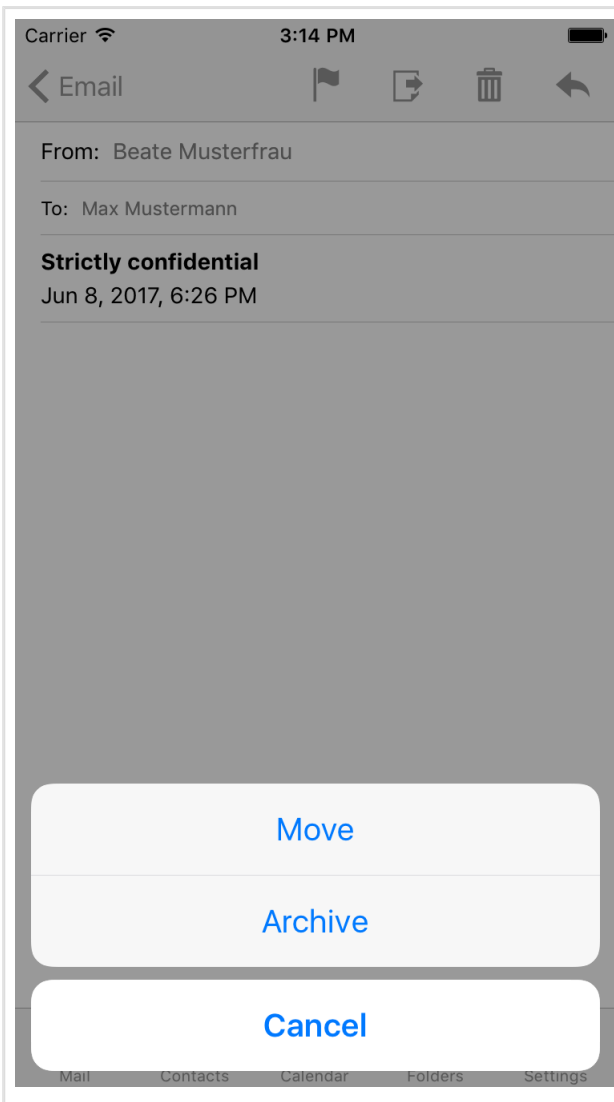 Carrier 3:14 PM
Email
From: Beate Musterfrau
To: Max Mustermann
Strictly confidential
Jun 8, 2017, 6:26 PM
Move
Archive
Cancel
Mail Contacts Calendar Folders Settings